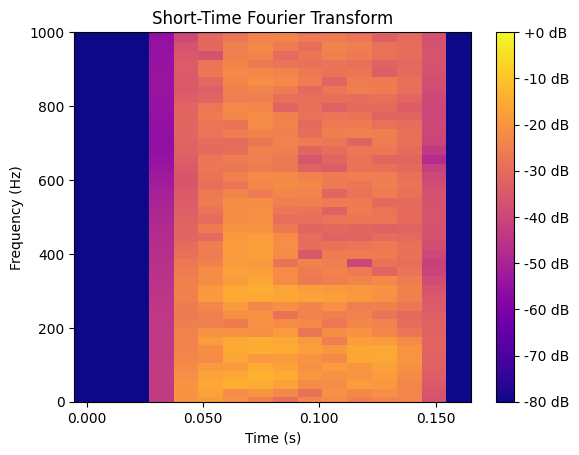 Short-Time Fourier Transform
1000
800
600
400
200
0
Frequency (Hz)
0.000
0.050
0.100
0.150
Time (s)
+0 dB
-10 dB
-20 dB
-30 dB
-40 dB
-50 dB
-60 dB
-70 dB
-80 dB